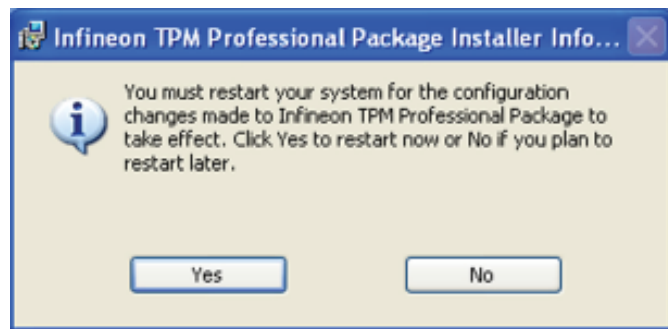 Infineon TPM Professional Package Installer Info...
You must restart your system for the configuration
changes made to Infineon TPM Professional Package to
take effect. Click Yes to restart now or No if you plan to
restart later.
Yes No